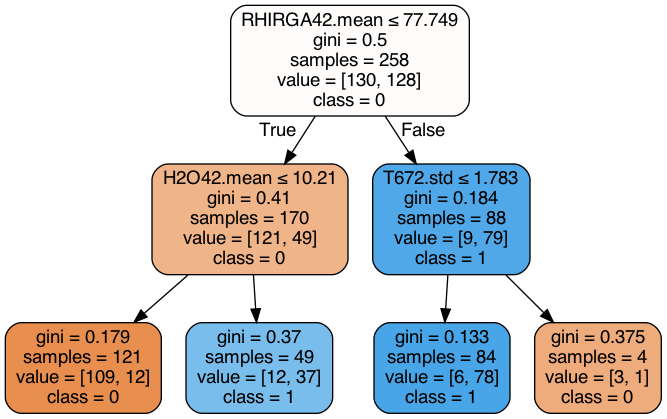 RHIRGA42.mean ≤ 77.749
gini = 0.5
samples = 258
value = [130, 128]
class = 0
True
False
H2O42.mean ≤ 10.21
gini = 0.41
samples = 170
value = [121, 49]
class = 0
T672.std ≤ 1.783
gini = 0.184
samples = 88
value = [9, 79]
class = 1
gini = 0.179
samples = 121
value = [109, 12]
class = 0
gini = 0.37
samples = 49
value = [12, 37]
class = 1
gini = 0.133
samples = 84
value = [6, 78]
class = 1
gini = 0.375
samples = 4
value = [3, 1]
class = 0